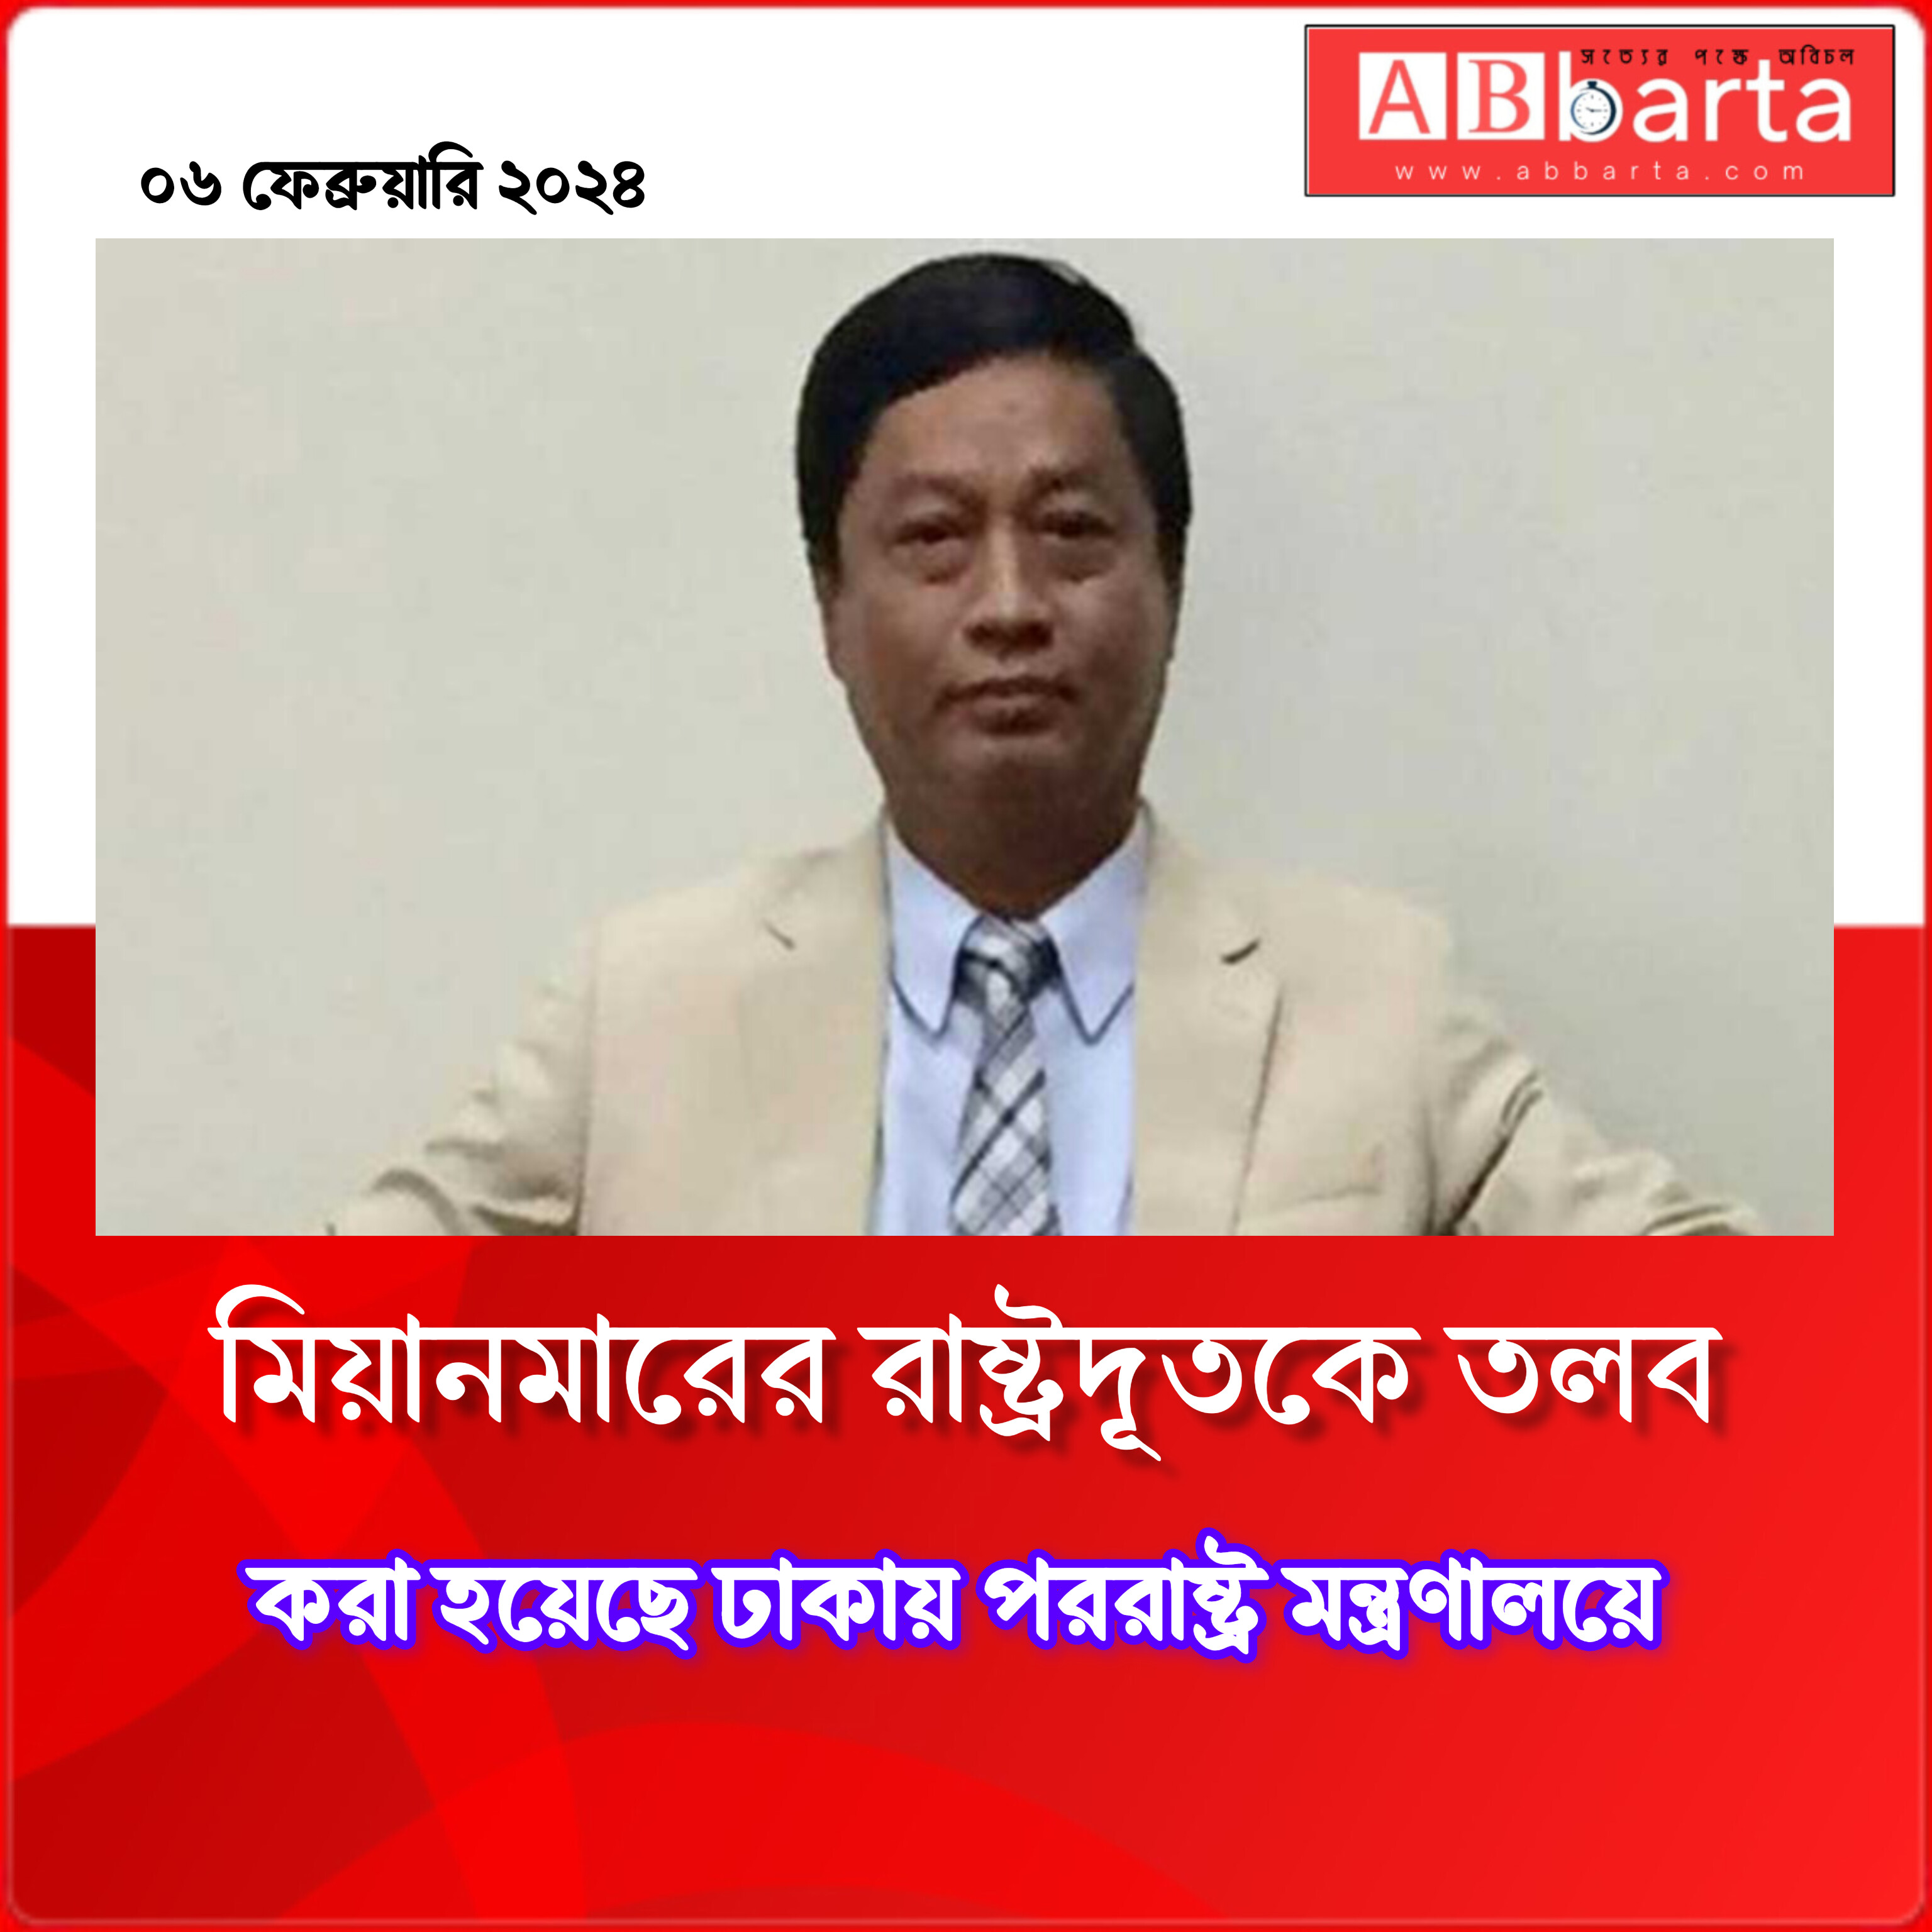 সত্যের পক্ষে অবিচল
ABbarta
www.abbarta.com
০৬ ফেব্রুয়ারি ২০২৪
মিয়ানমারের রাষ্ট্রদূতকে তলব
করা হয়েছে ঢাকায় পররাষ্ট্র মন্ত্রণালয়ে